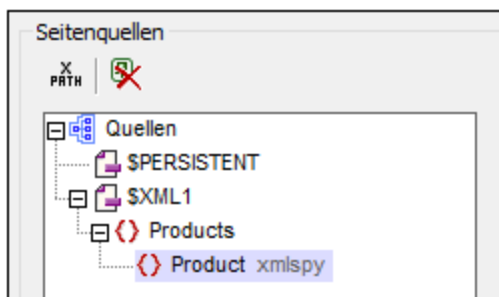 Seitenquellen
X
PATH
Quellen
$PERSISTENT
$XML1
Products
Product xmlspy